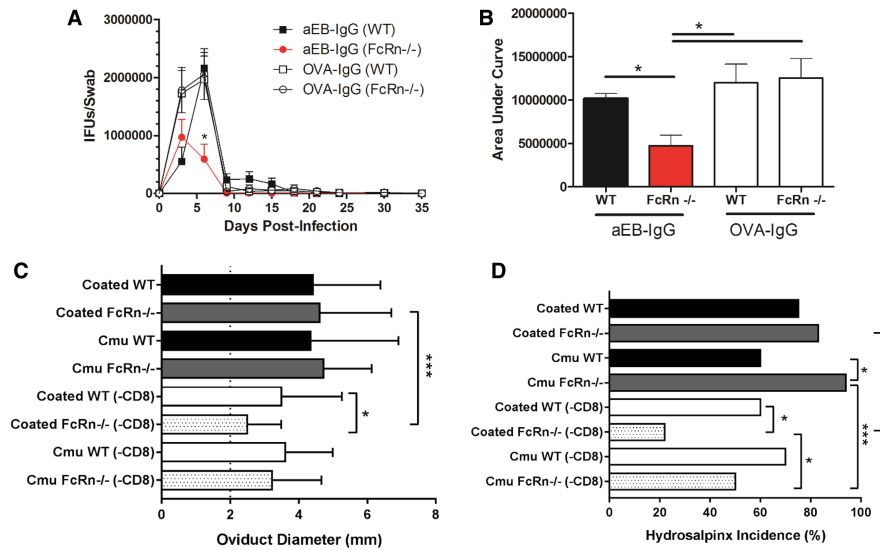 A
IFUs/Swab
3000000
2000000
1000000
0
0 5 10 15 20 25 30 35
Days Post-Infection
aEB-IgG (WT)
aEB-IgG (FcRn-/-)
OVA-IgG (WT)
OVA-IgG (FcRn-/-)
*
B
Area Under Curve
20000000
15000000
10000000
5000000
0
*
*
WT FcRn -/- WT FcRn -/-
aEB-IgG OVA-IgG
C
Coated WT
Coated FcRn-/-
Cmu WT
Cmu FcRn-/-
Coated WT (-CD8)
Coated FcRn-/- (-CD8)
Cmu WT (-CD8)
Cmu FcRn-/- (-CD8)
***
*
0 2 4 6 8
Oviduct Diameter (mm)
D
Coated WT
Coated FcRn-/-
Cmu WT
Cmu FcRn-/-
Coated WT (-CD8)
Coated FcRn-/- (-CD8)
Cmu WT (-CD8)
Cmu FcRn-/- (-CD8)
*
*
***
*
0 20 40 60 80 100
Hydrosalpinx Incidence (%)